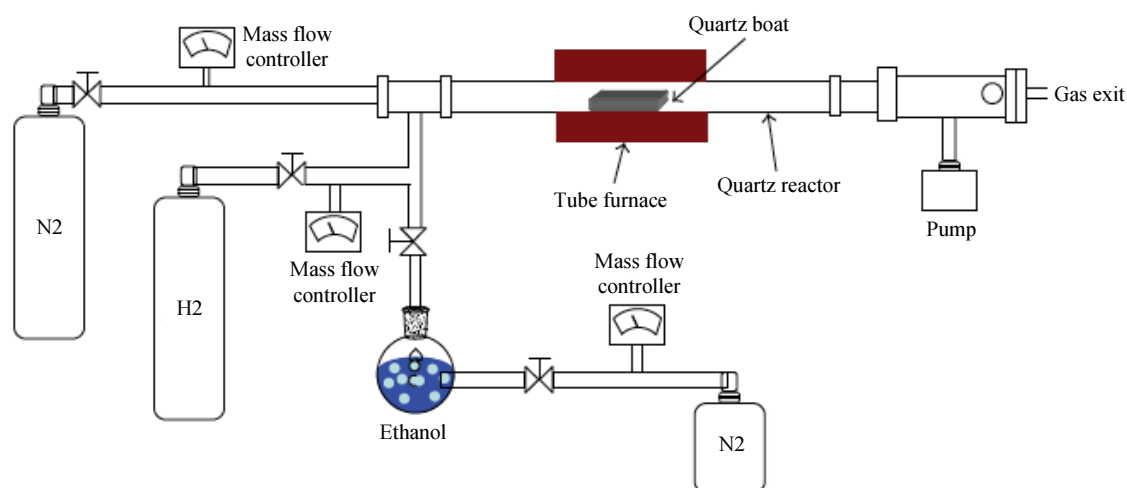 Mass flow
controller
Quartz boat
Gas exit
N2
H2
Mass flow
controller
Tube furnace
Quartz reactor
Pump
Mass flow
controller
Ethanol
N2